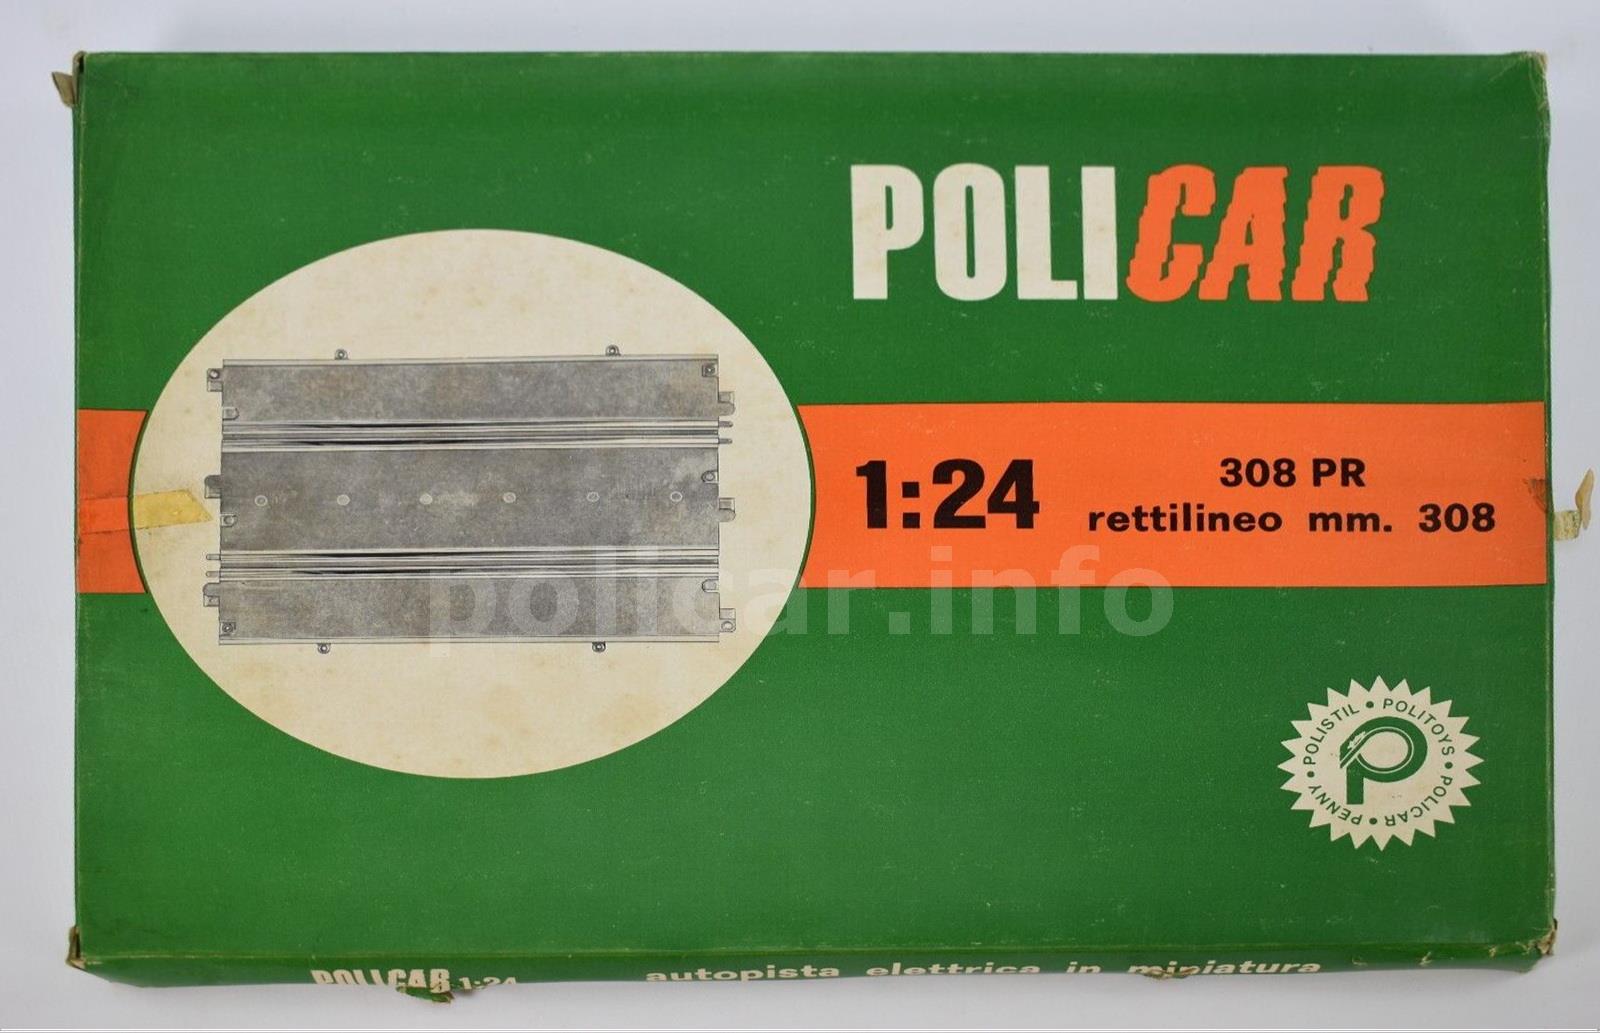 POLICAR
1:24
308 PR
rettilineo mm. 308
policar.info
POLISTIL • POLITOYS • POLICAR • PENNY •
P
POLICAR 1:24
autopista elettrica in miniatura